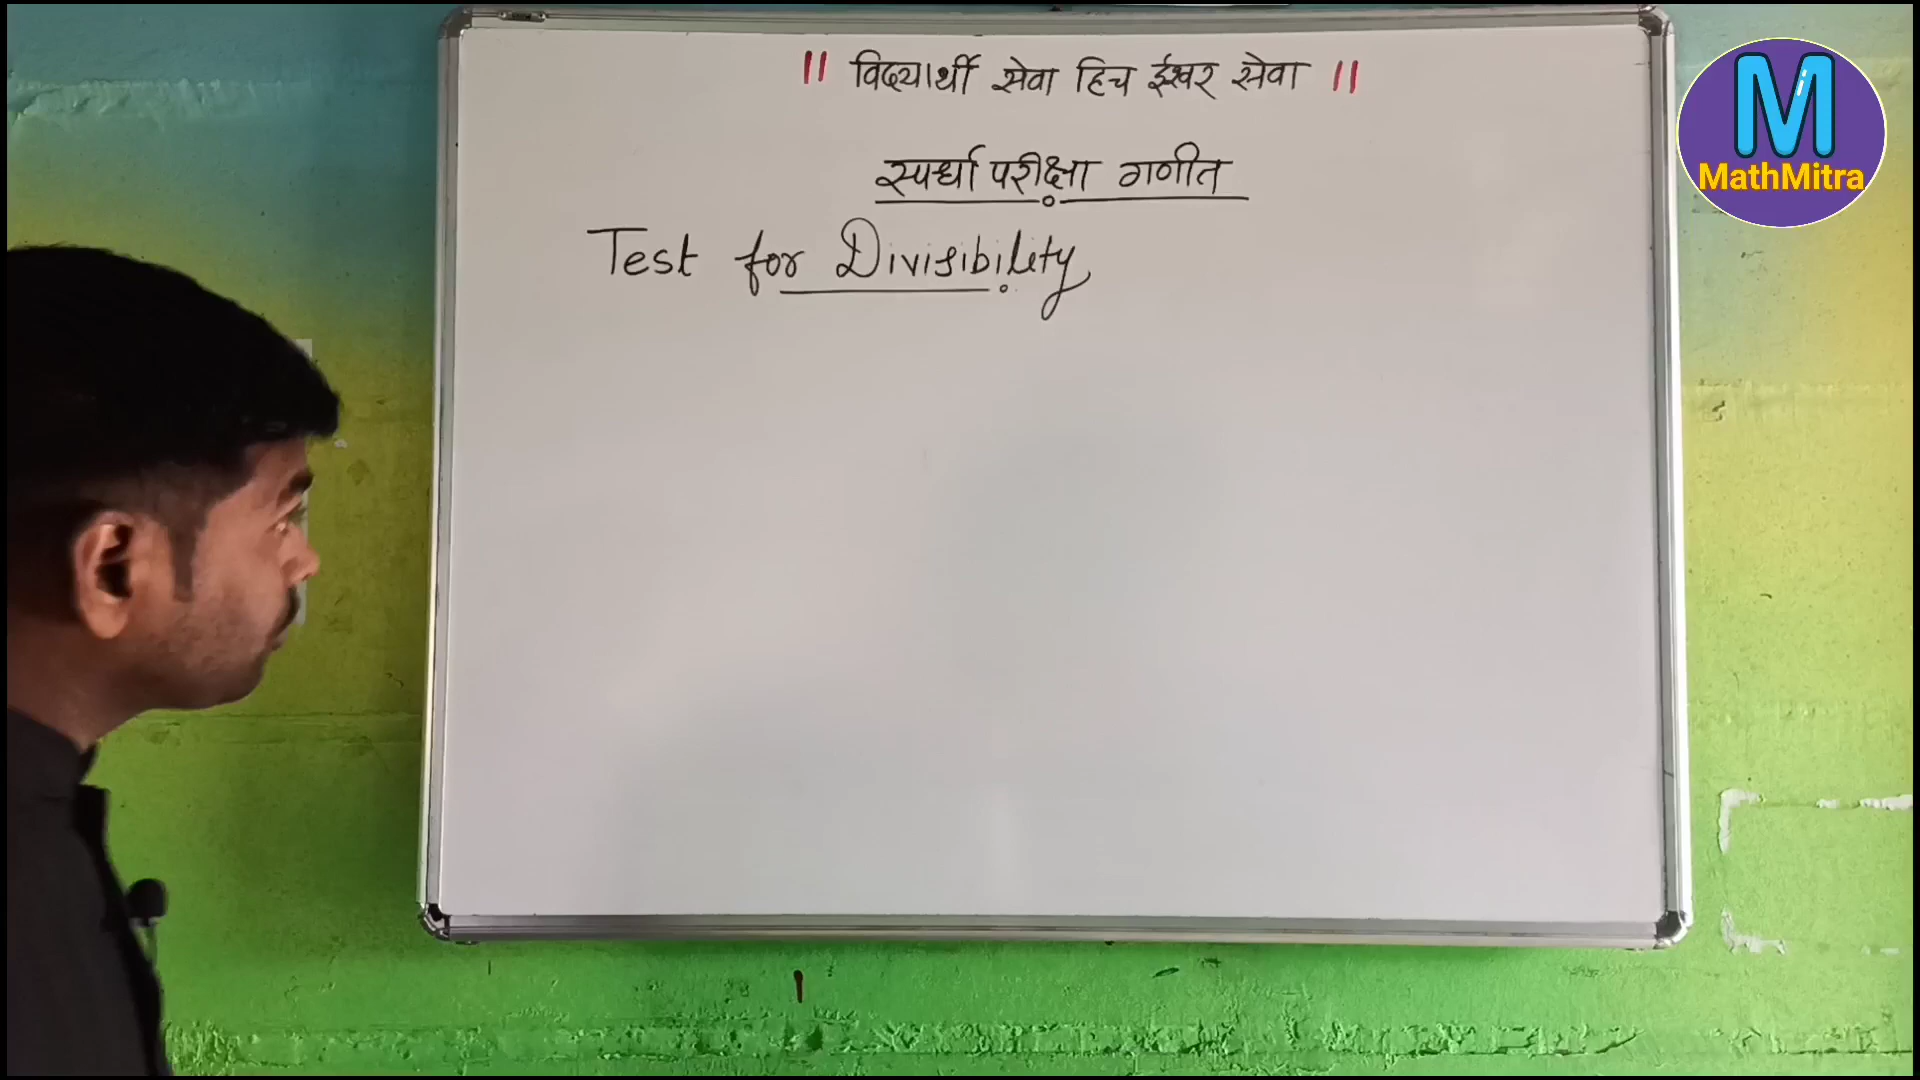 ॥ विद्यार्थी सेवा हिच ईश्वर सेवा ॥
स्पर्धा परीक्षा गणीत
Test for Divisibility
M
MathMitra